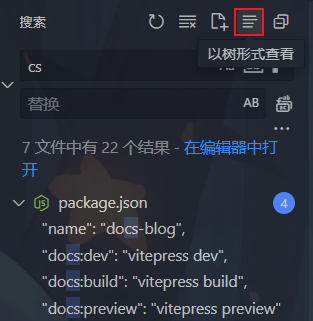 搜索
以树形式查看
cs
替换
AB
7 文件中有 22 个结果 - 在编辑器中打
开
package.json
4
"name": "docs-blog",
"docs:dev": "vitepress dev",
"docs:build": "vitepress build",
"docs:preview": "vitepress preview"